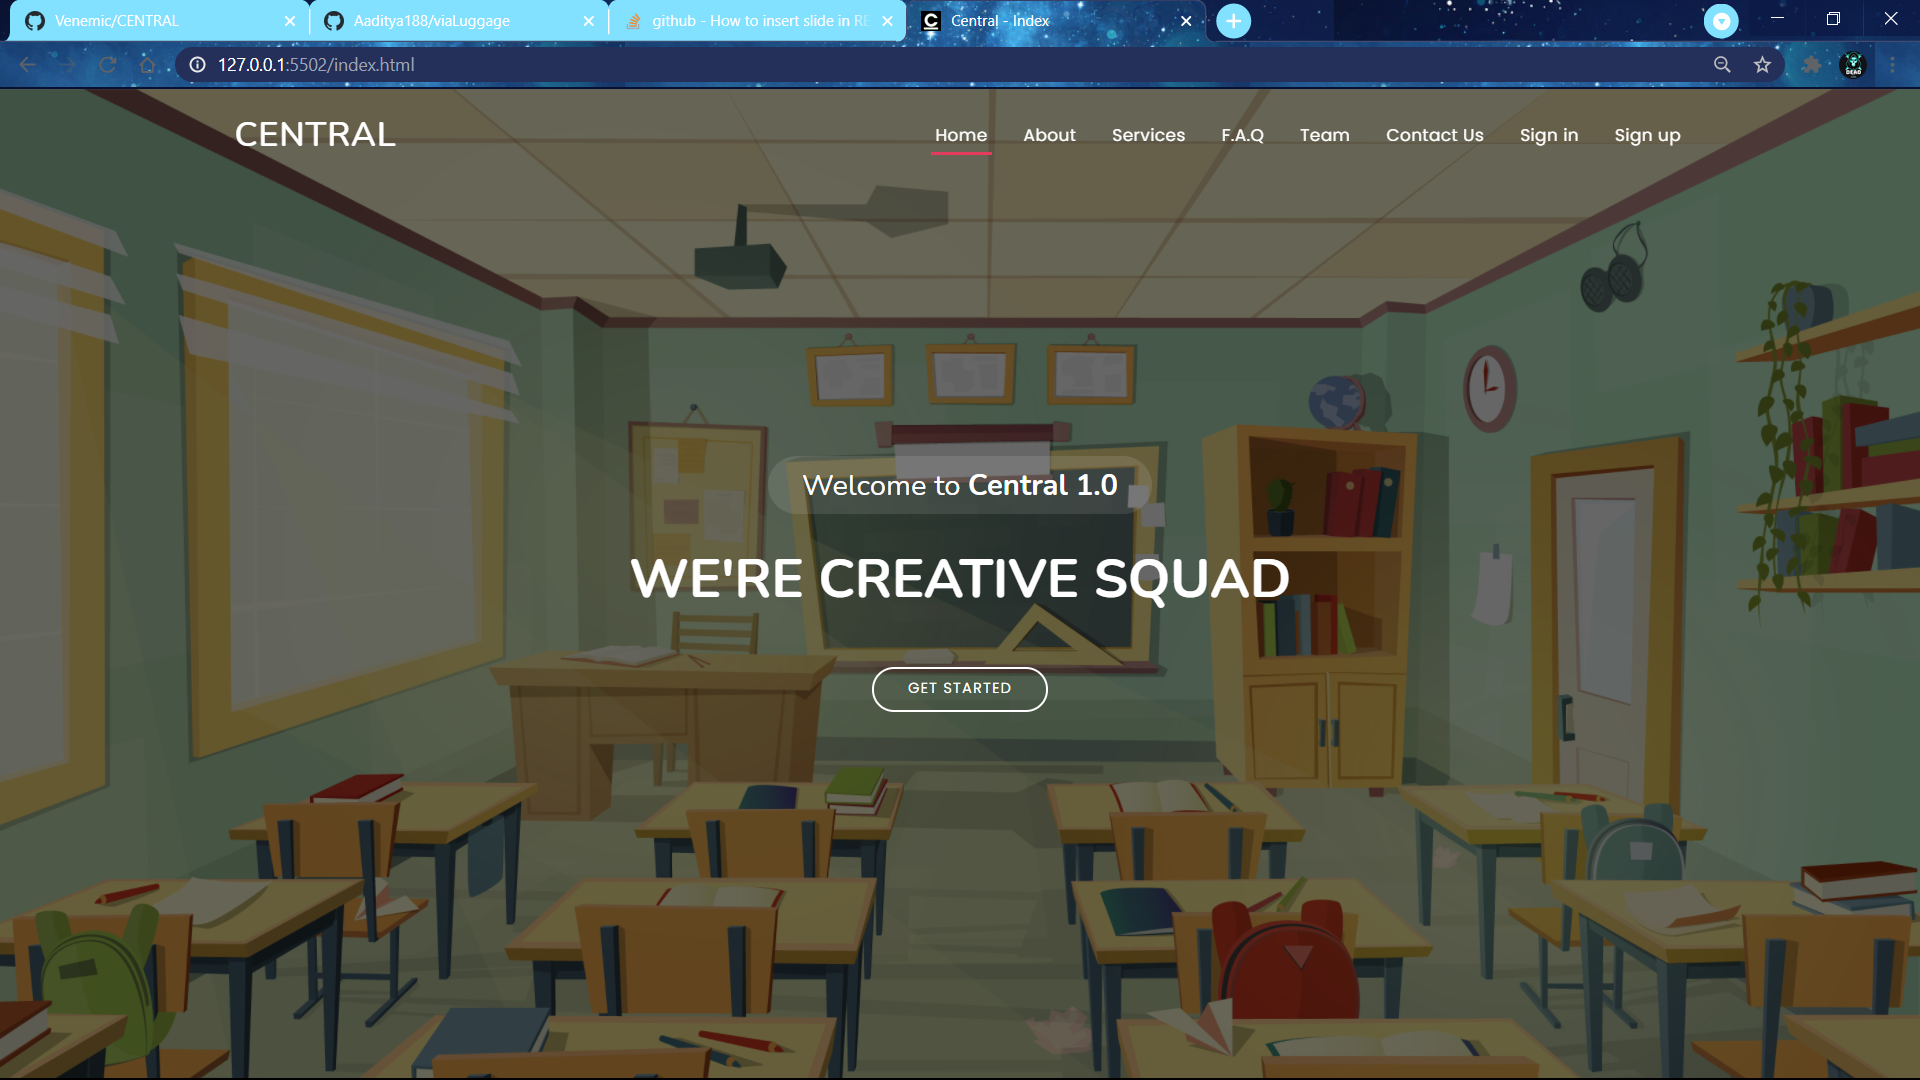 Venemic/CENTRAL
Aaditya188/viaLuggage
github - How to insert slide in RE
C Central - Index
127.0.0.1:5502/index.html
DEAD
CENTRAL
Home About Services F.A.Q Team Contact Us Sign in Sign up
Welcome to Central 1.0
WE'RE CREATIVE SQUAD
GET STARTED